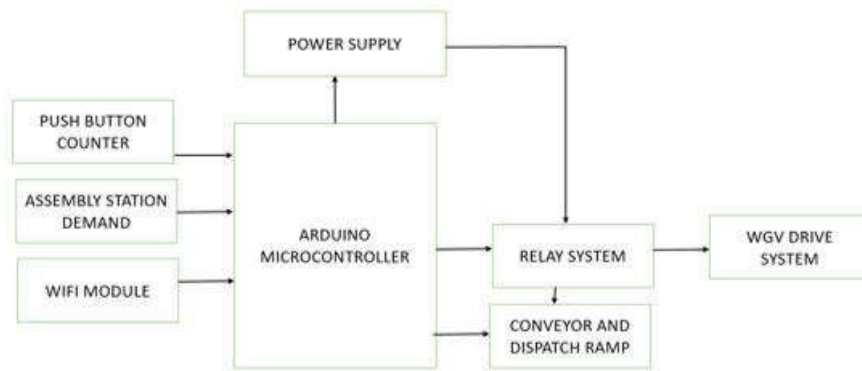 POWER SUPPLY
PUSH BUTTON
COUNTER
ASSEMBLY STATION
DEMAND
WIFI MODULE
ARDUINO
MICROCONTROLLER
RELAY SYSTEM
WGV DRIVE
SYSTEM
CONVEYOR AND
DISPATCH RAMP